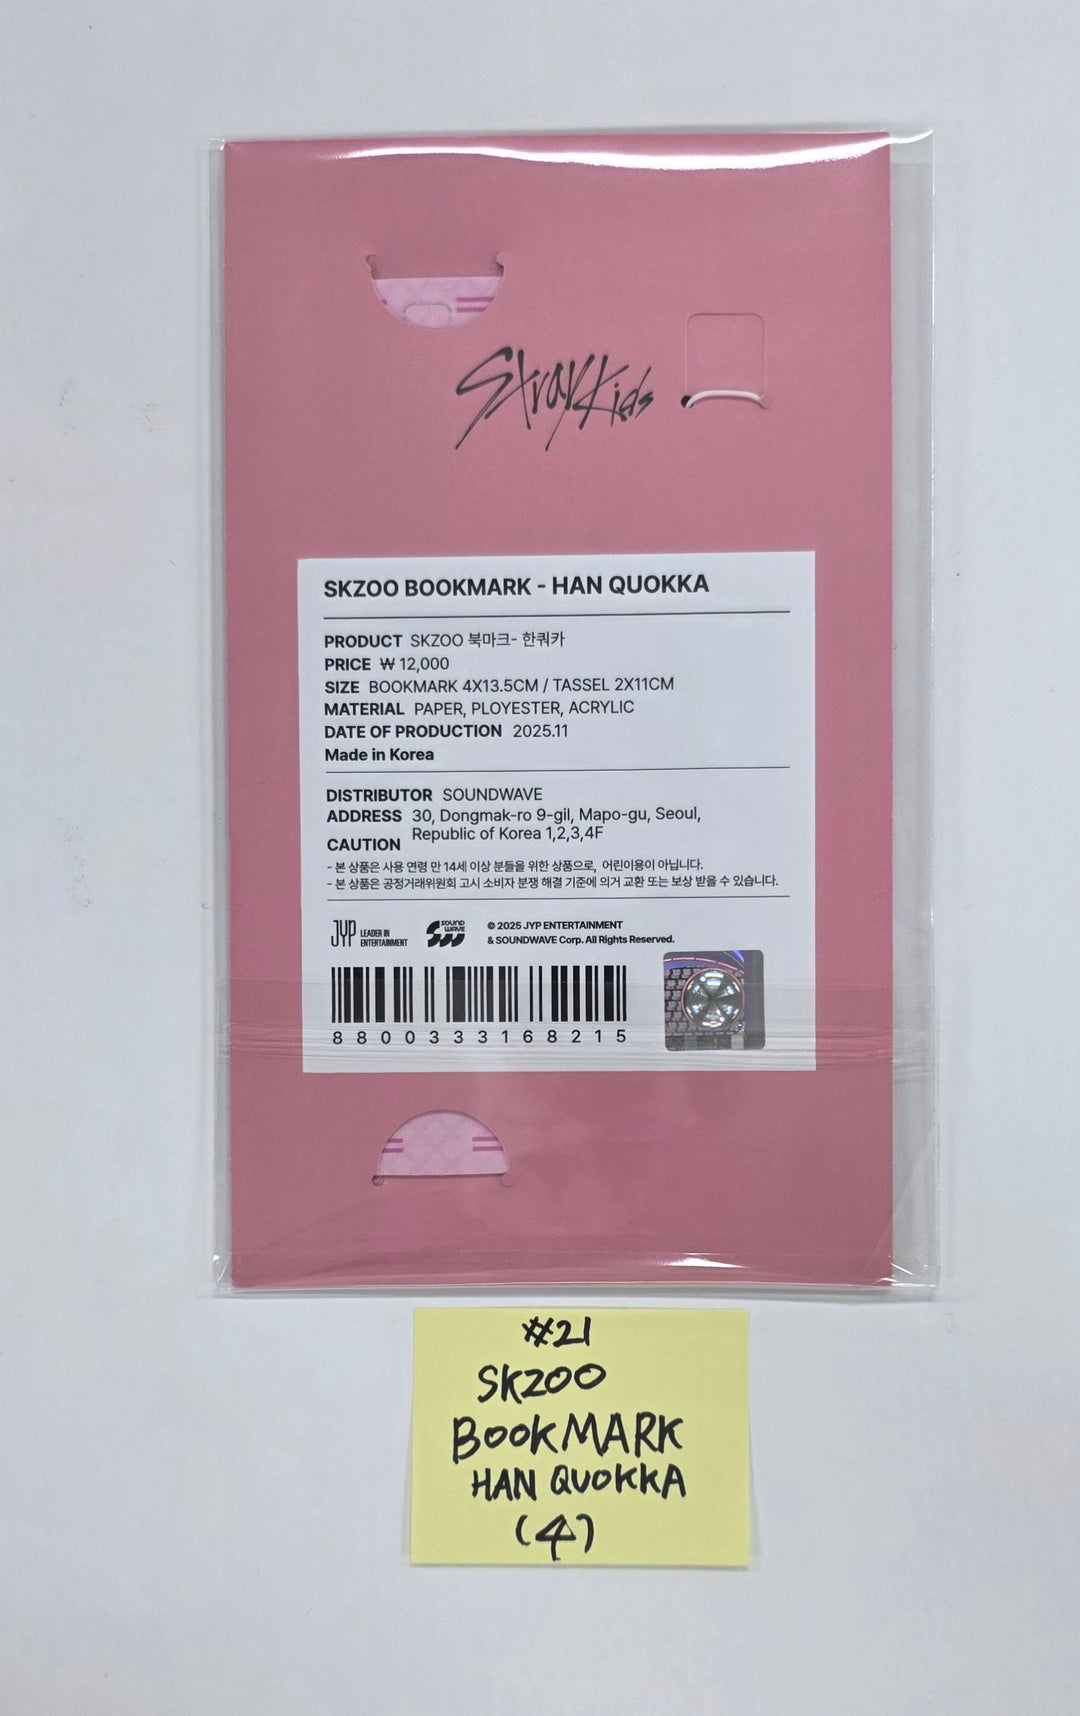 Stray Kids
SKZOO BOOKMARK - HAN QUOKKA
PRODUCT SKZOO 북마크- 한쿼카
PRICE ₩ 12,000
SIZE BOOKMARK 4X13.5CM / TASSEL 2X11CM
MATERIAL PAPER, PLOYESTER, ACRYLIC
DATE OF PRODUCTION 2025.11
Made in Korea
DISTRIBUTOR SOUNDWAVE
ADDRESS 30, Dongmak-ro 9-gil, Mapo-gu, Seoul,
Republic of Korea 1,2,3,4F
CAUTION
- 본 상품은 사용 연령 만 14세 이상 분들을 위한 상품으로, 어린이용이 아닙니다.
- 본 상품은 공정거래위원회 고시 소비자 분쟁 해결 기준에 의거 교환 또는 보상 받을 수 있습니다.
JYP LEADER IN
ENTERTAINMENT
SOUND
WAVE
© 2025 JYP ENTERTAINMENT
& SOUNDWAVE Corp. All Rights Reserved.
8800333168215
#21
SKZOO
BOOKMARK
HAN QUOKKA
(4)